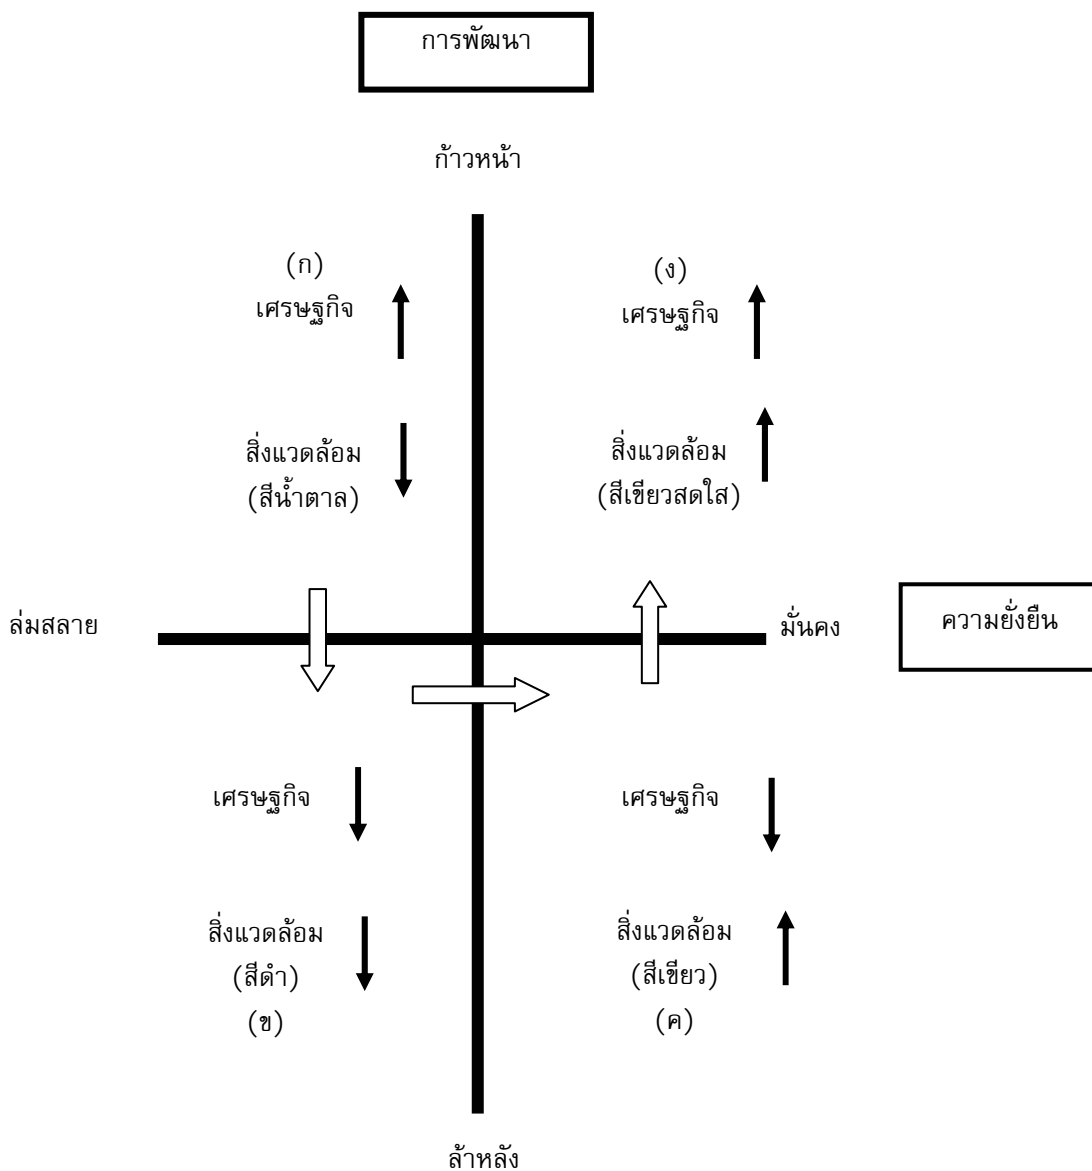 การพัฒนา
ก้าวหน้า
(ก)
เศรษฐกิจ
สิ่งแวดล้อม
(สีน้ำตาล)
(ง)
เศรษฐกิจ
สิ่งแวดล้อม
(สีเขียวสดใส)
ล่มสลาย
มั่นคง
ความยั่งยืน
เศรษฐกิจ
สิ่งแวดล้อม
(สีดำ)
(ข)
เศรษฐกิจ
สิ่งแวดล้อม
(สีเขียว)
(ค)
ล้าหลัง